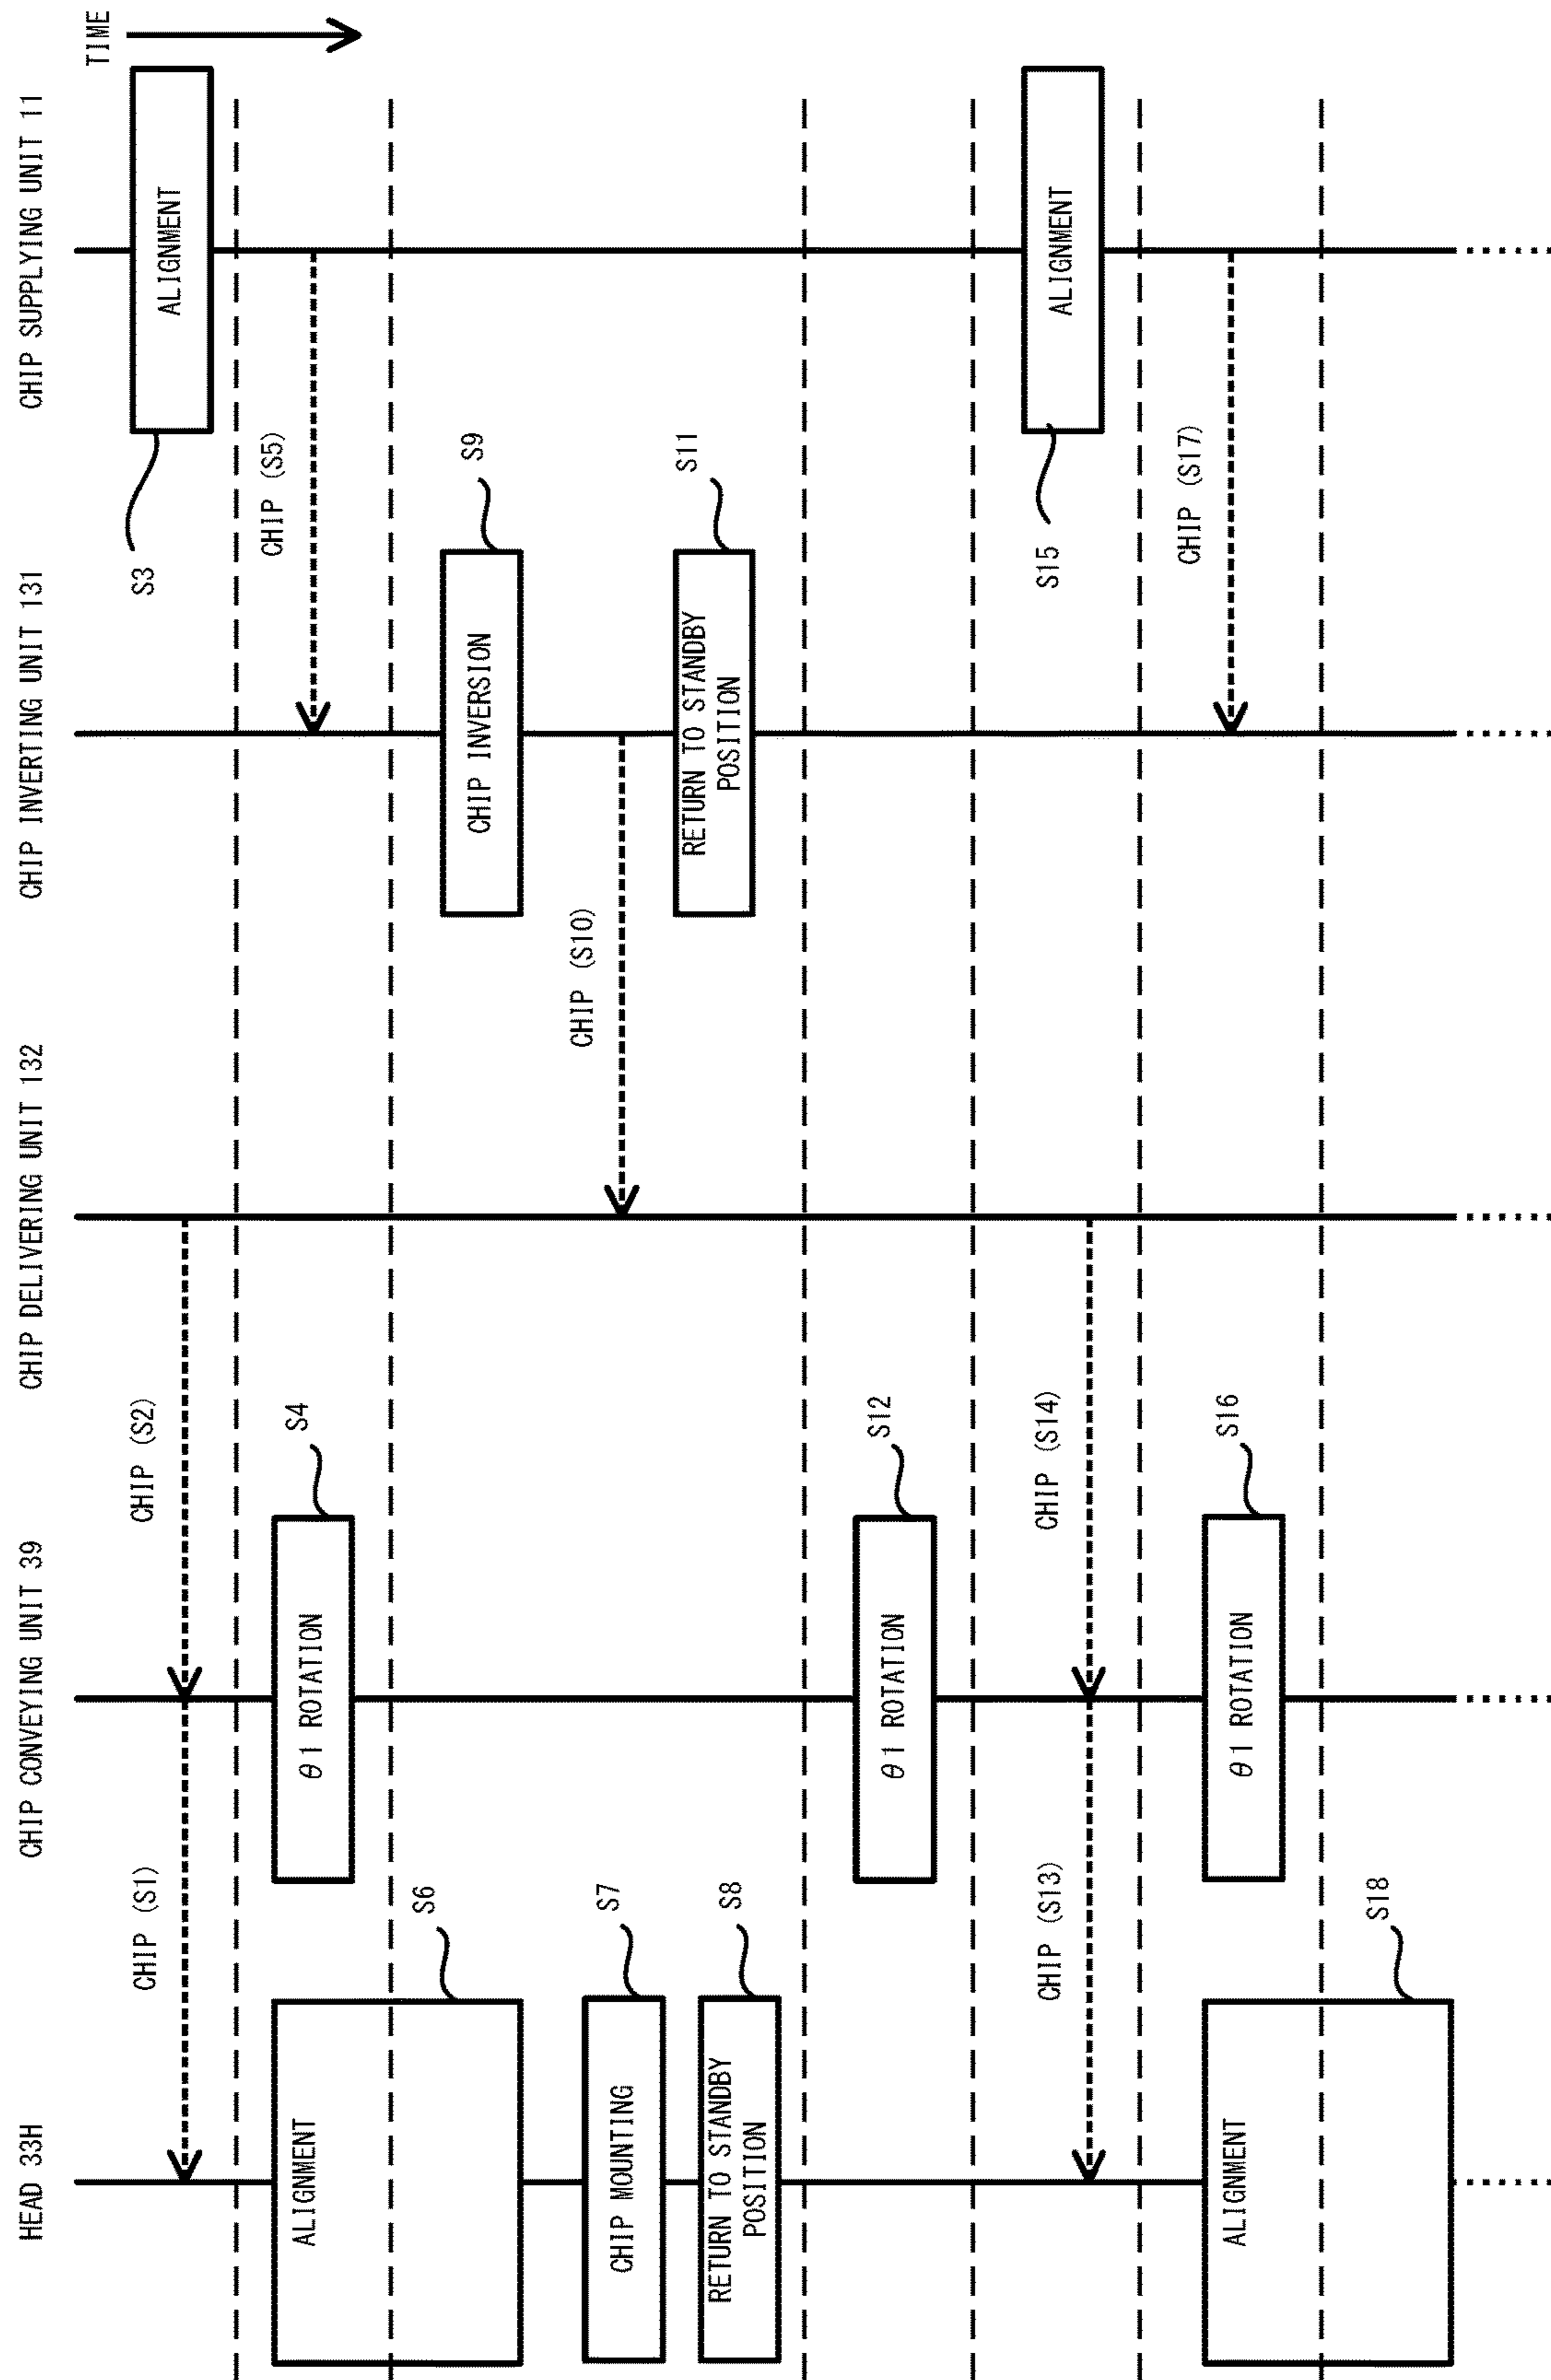 HEAD 33H
CHIP CONVEYING UNIT 39
CHIP DELIVERING UNIT 132
CHIP INVERTING UNIT 131
CHIP SUPPLYING UNIT 11
TIME
CHIP (S1)
CHIP (S2)
S3
ALIGNMENT
ALIGNMENT
S6
θ1 ROTATION
S4
CHIP (S5)
CHIP INVERSION
S9
CHIP MOUNTING
S7
CHIP (S10)
RETURN TO STANDBY
POSITION
S8
RETURN TO STANDBY
POSITION
S11
θ1 ROTATION
S12
CHIP (S13)
CHIP (S14)
S15
ALIGNMENT
ALIGNMENT
S18
θ1 ROTATION
S16
CHIP (S17)